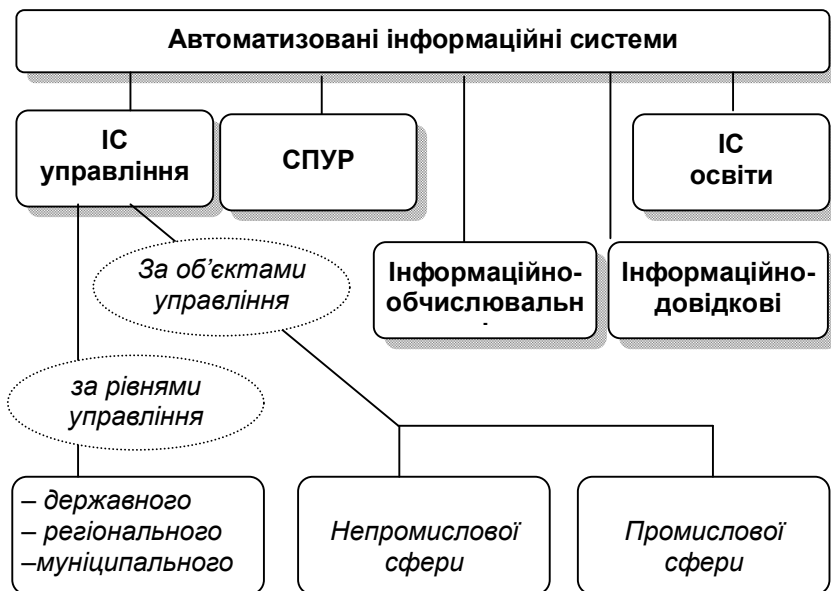 Автоматизовані інформаційні системи
ІС
управління
СПУР
ІС
освіти
За об’єктами
управління
Інформаційно-
обчислювальн
Інформаційно-
довідкові
за рівнями
управління
– державного
– регіонального
–муніципального
Непромислової
сфери
Промислової
сфери